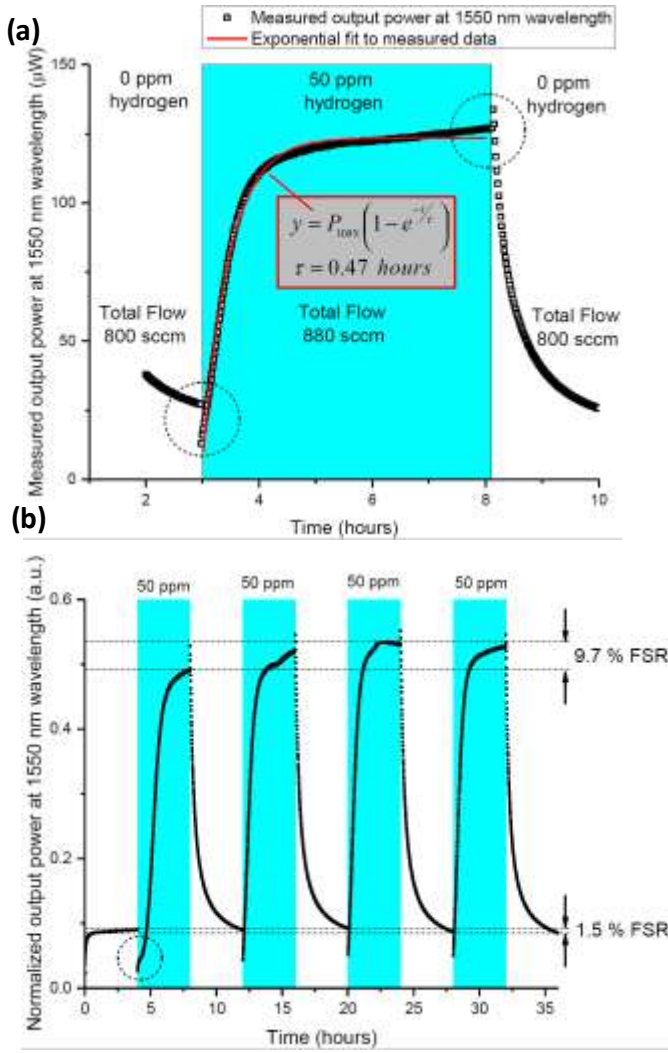 (a)
Measured output power at 1550 nm wavelength
Exponential fit to measured data
Measured output power at 1550 nm wavelength (μW)
150
100
50
0
0 ppm
hydrogen
50 ppm
hydrogen
0 ppm
hydrogen
y = P100% (1 − e^(−t/τ))
τ = 0.47 hours
Total Flow
800 sccm
Total Flow
880 sccm
Total Flow
800 sccm
2 4 6 8 10
Time (hours)
(b)
Normalized output power at 1550 nm wavelength (a.u.)
50 ppm 50 ppm 50 ppm 50 ppm
0.6
0.4
0.2
0.0
9.7 % FSR
1.5 % FSR
0 5 10 15 20 25 30 35
Time (hours)